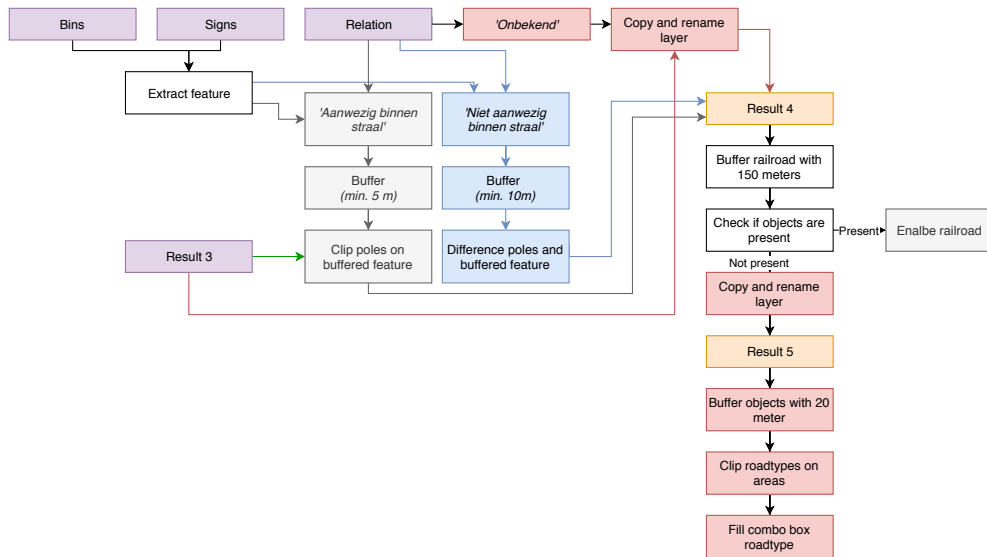 Bins
Signs
Relation
'Onbekend'
Copy and rename
layer
Extract feature
'Aanwezig binnen
straal'
'Niet aanwezig
binnen straal'
Result 4
Buffer
(min. 5 m)
Buffer
(min. 10m)
Buffer railroad with
150 meters
Result 3
Clip poles on
buffered feature
Difference poles and
buffered feature
Check if objects are
present
Present
Enalbe railroad
Not present
Copy and rename
layer
Result 5
Buffer objects with 20
meter
Clip roadtypes on
areas
Fill combo box
roadtype